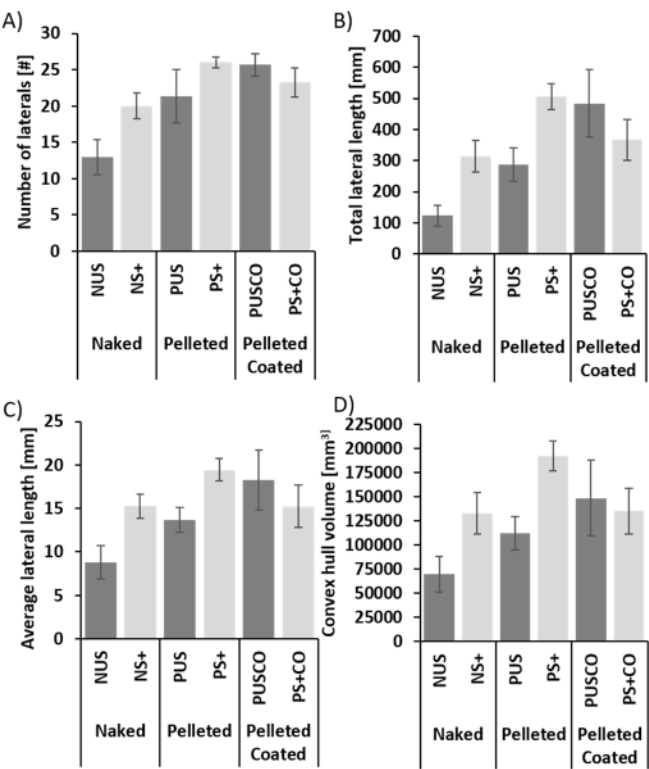 A)
Number of laterals [#]
30
25
20
15
10
5
0
NUS
NS+
PUS
PS+
PUSCO
PS+CO
Naked
Pelleted
Pelleted
Coated
B)
Total lateral length [mm]
700
600
500
400
300
200
100
0
NUS
NS+
PUS
PS+
PUSCO
PS+CO
Naked
Pelleted
Pelleted
Coated
C)
Average lateral length [mm]
25
20
15
10
5
0
NUS
NS+
PUS
PS+
PUSCO
PS+CO
Naked
Pelleted
Pelleted
Coated
D)
Convex hull volume [mm³]
225000
200000
175000
150000
125000
100000
75000
50000
25000
0
NUS
NS+
PUS
PS+
PUSCO
PS+CO
Naked
Pelleted
Pelleted
Coated